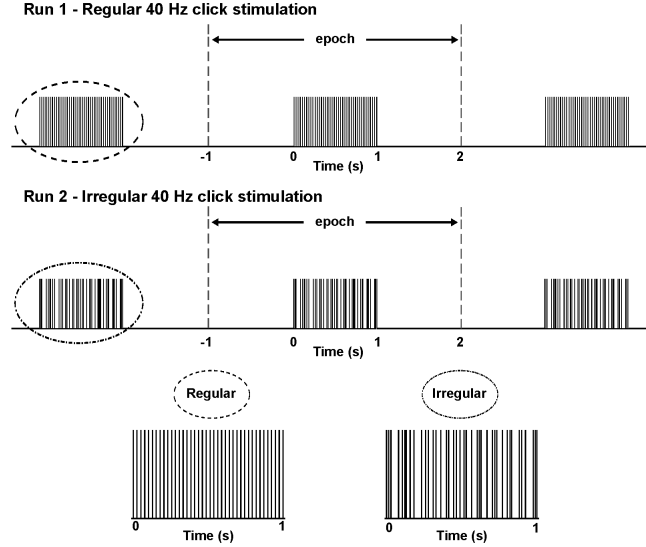 Run 1 - Regular 40 Hz click stimulation
epoch
-1 0 1 2
Time (s)
Run 2 - Irregular 40 Hz click stimulation
epoch
-1 0 1 2
Time (s)
Regular Irregular
0 1 0 1
Time (s) Time (s)